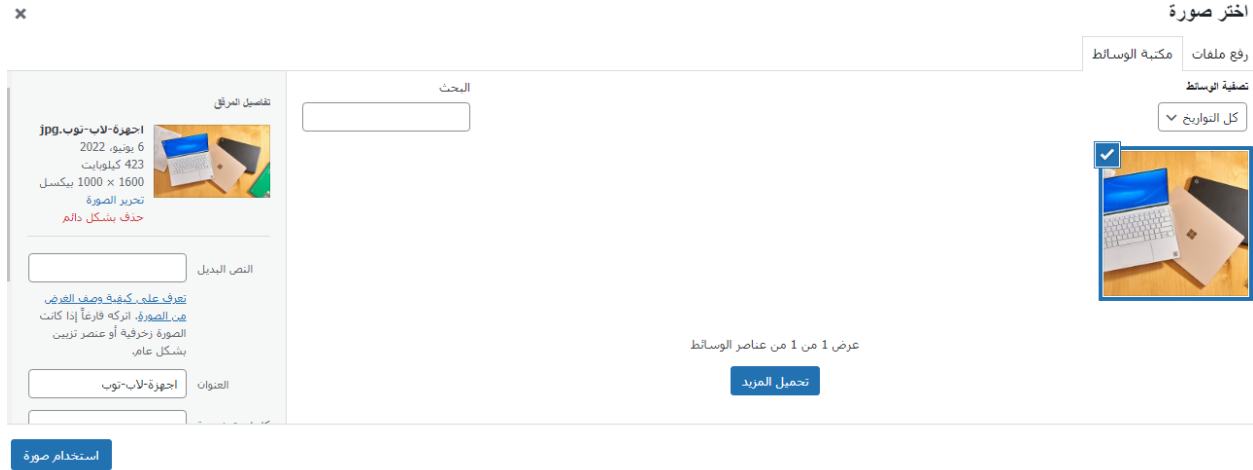 اختر صورة
×
رفع ملفات
مكتبة الوسائط
تصفية الوسائط
كل التواريخ
البحث
عرض 1 من 1 من عناصر الوسائط
تحميل المزيد
تفاصيل المرفق
اجهزة-لاب-توب.jpg
6 يونيو، 2022
423 كيلوبايت
1600 × 1000 بيكسل
تحرير الصورة
حذف بشكل دائم
النص البديل
تعرف على كيفية وصف الغرض
من الصورة. اتركه فارغاً إذا كانت
الصورة زخرفية أو عنصر تزيين
بشكل عام.
العنوان
اجهزة-لاب-توب
استخدام صورة